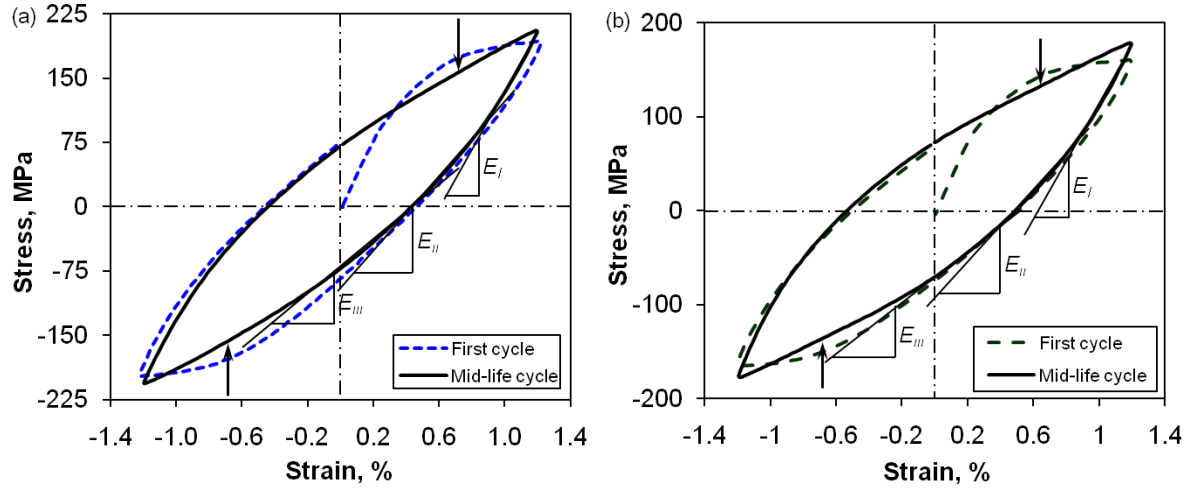 (a)
225
150
75
0
-75
-150
-225
Stress, MPa
-1.4 -1.0 -0.6 -0.2 0.2 0.6 1.0 1.4
Strain, %
E_I
E_II
E_III
First cycle
Mid-life cycle
(b)
200
100
0
-100
-200
Stress, MPa
-1.4 -1 -0.6 -0.2 0.2 0.6 1 1.4
Strain, %
E_I
E_II
E_III
First cycle
Mid-life cycle